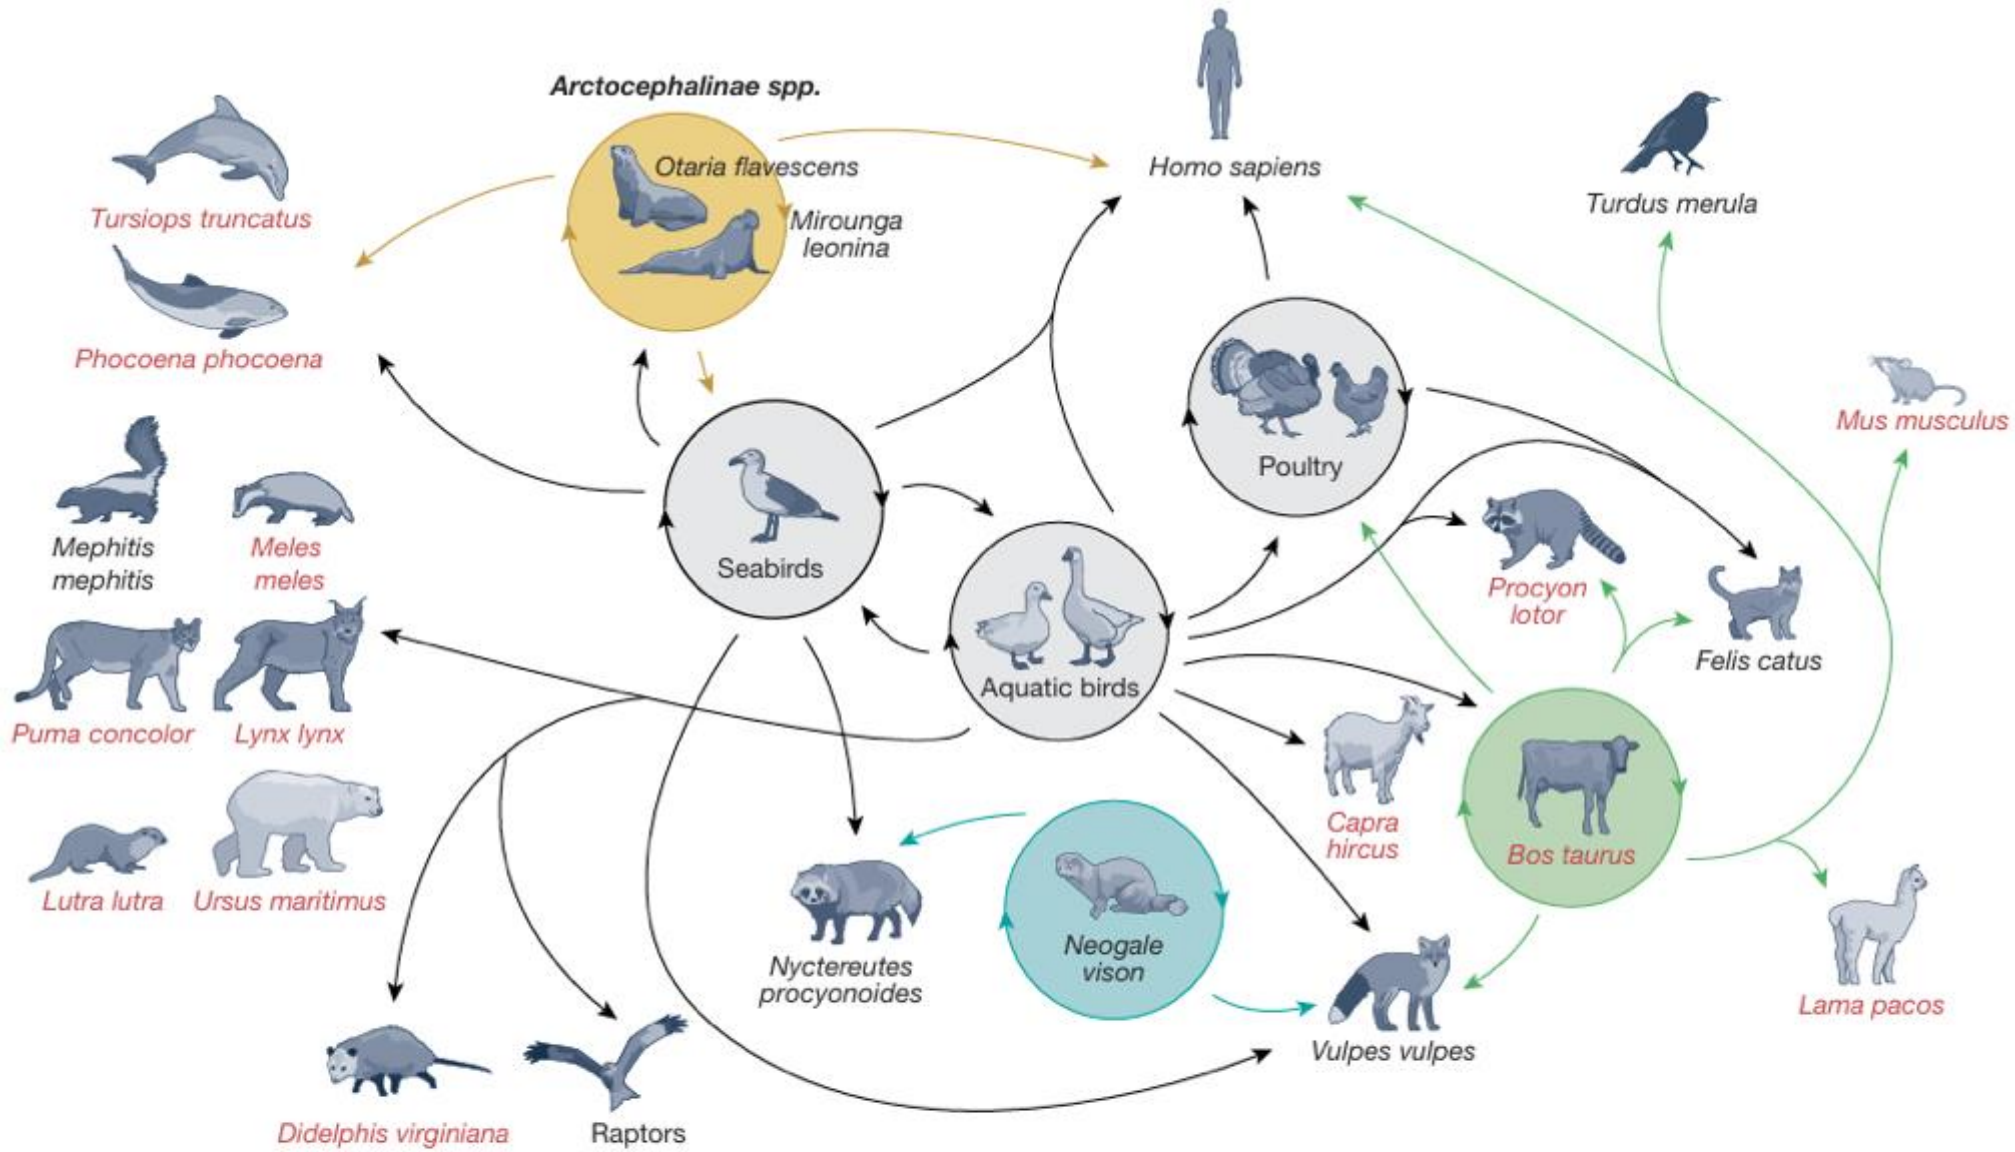 Arctocephalinae spp.
Otaria flavescens
Mirounga
leonina
Homo sapiens
Turdus merula
Tursiops truncatus
Phocoena phocoena
Mus musculus
Poultry
Seabirds
Aquatic birds
Mephitis
mephitis
Meles
meles
Procyon
lotor
Felis catus
Puma concolor
Lynx lynx
Capra
hircus
Bos taurus
Lutra lutra
Ursus maritimus
Nyctereutes
procyonoides
Neogale
vison
Vulpes vulpes
Lama pacos
Didelphis virginiana
Raptors